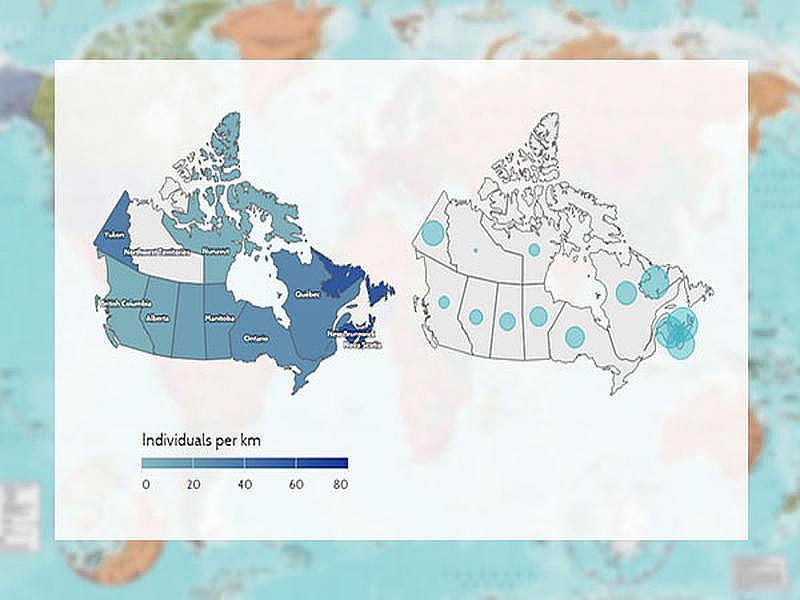 Yukon
Northwest Territories
Nunavut
British Columbia
Alberta
Manitoba
Ontario
Québec
New Brunswick
Nova Scotia
Individuals per km
0 20 40 60 80